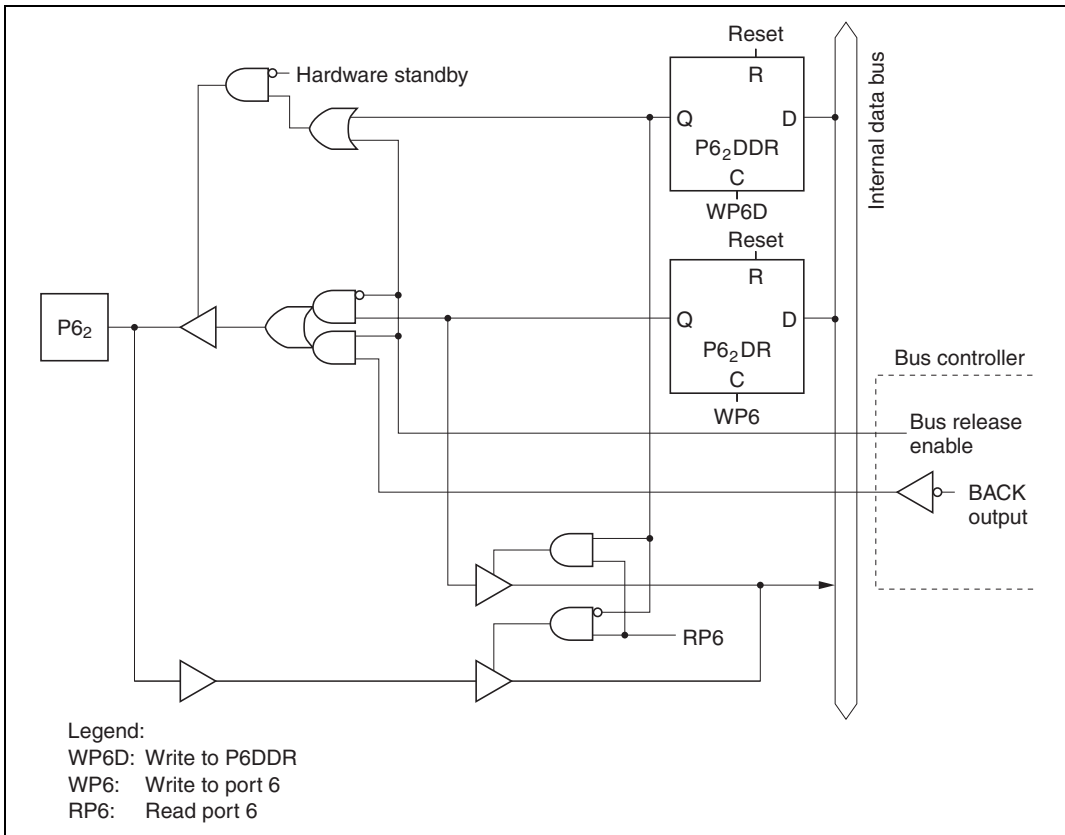 Reset
R
Hardware standby
Q
D
P6₂DDR
C
WP6D
Internal data bus
Reset
R
P6₂
Q
D
P6₂DR
C
WP6
Bus controller
Bus release
enable
BACK
output
RP6
Legend:
WP6D: Write to P6DDR
WP6: Write to port 6
RP6: Read port 6